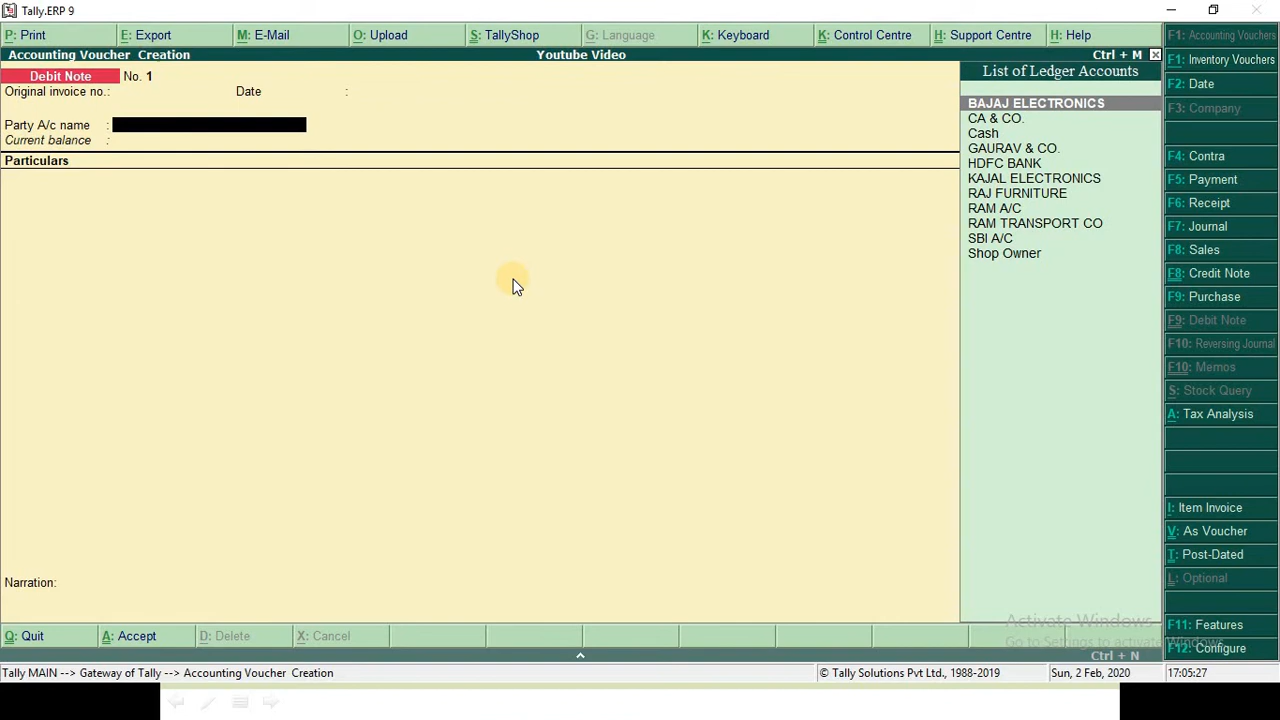 Tally.ERP 9
P: Print
E: Export
M: E-Mail
O: Upload
S: TallyShop
G: Language
K: Keyboard
K: Control Centre
H: Support Centre
H: Help
Accounting Voucher Creation
Youtube Video
Ctrl + M
Debit Note
No. 1
Original invoice no.:
Date :
Party A/c name :
Current balance :
Particulars
Narration:
List of Ledger Accounts
BAJAJ ELECTRONICS
CA & CO.
Cash
GAURAV & CO.
HDFC BANK
KAJAL ELECTRONICS
RAJ FURNITURE
RAM A/C
RAM TRANSPORT CO
SBI A/C
Shop Owner
F1: Accounting Vouchers
F1: Inventory Vouchers
F2: Date
F3: Company
F4: Contra
F5: Payment
F6: Receipt
F7: Journal
F8: Sales
F8: Credit Note
F9: Purchase
F9: Debit Note
F10: Reversing Journal
F10: Memos
S: Stock Query
A: Tax Analysis
I: Item Invoice
V: As Voucher
T: Post-Dated
L: Optional
F11: Features
F12: Configure
Activate Windows
Go to Settings to activate Windows.
Q: Quit
A: Accept
D: Delete
X: Cancel
Ctrl + N
Tally MAIN --> Gateway of Tally --> Accounting Voucher Creation
© Tally Solutions Pvt Ltd., 1988-2019
Sun, 2 Feb, 2020
17:05:27